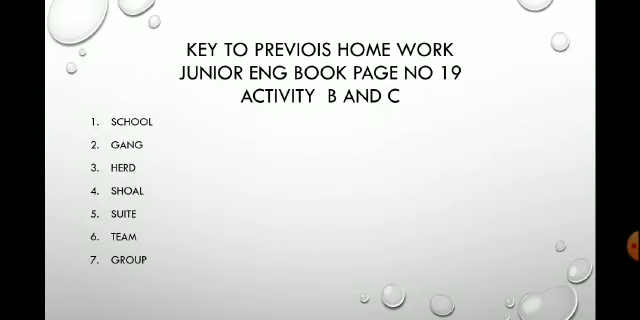 KEY TO PREVIOIS HOME WORK
JUNIOR ENG BOOK PAGE NO 19
ACTIVITY B AND C
1. SCHOOL
2. GANG
3. HERD
4. SHOAL
5. SUITE
6. TEAM
7. GROUP